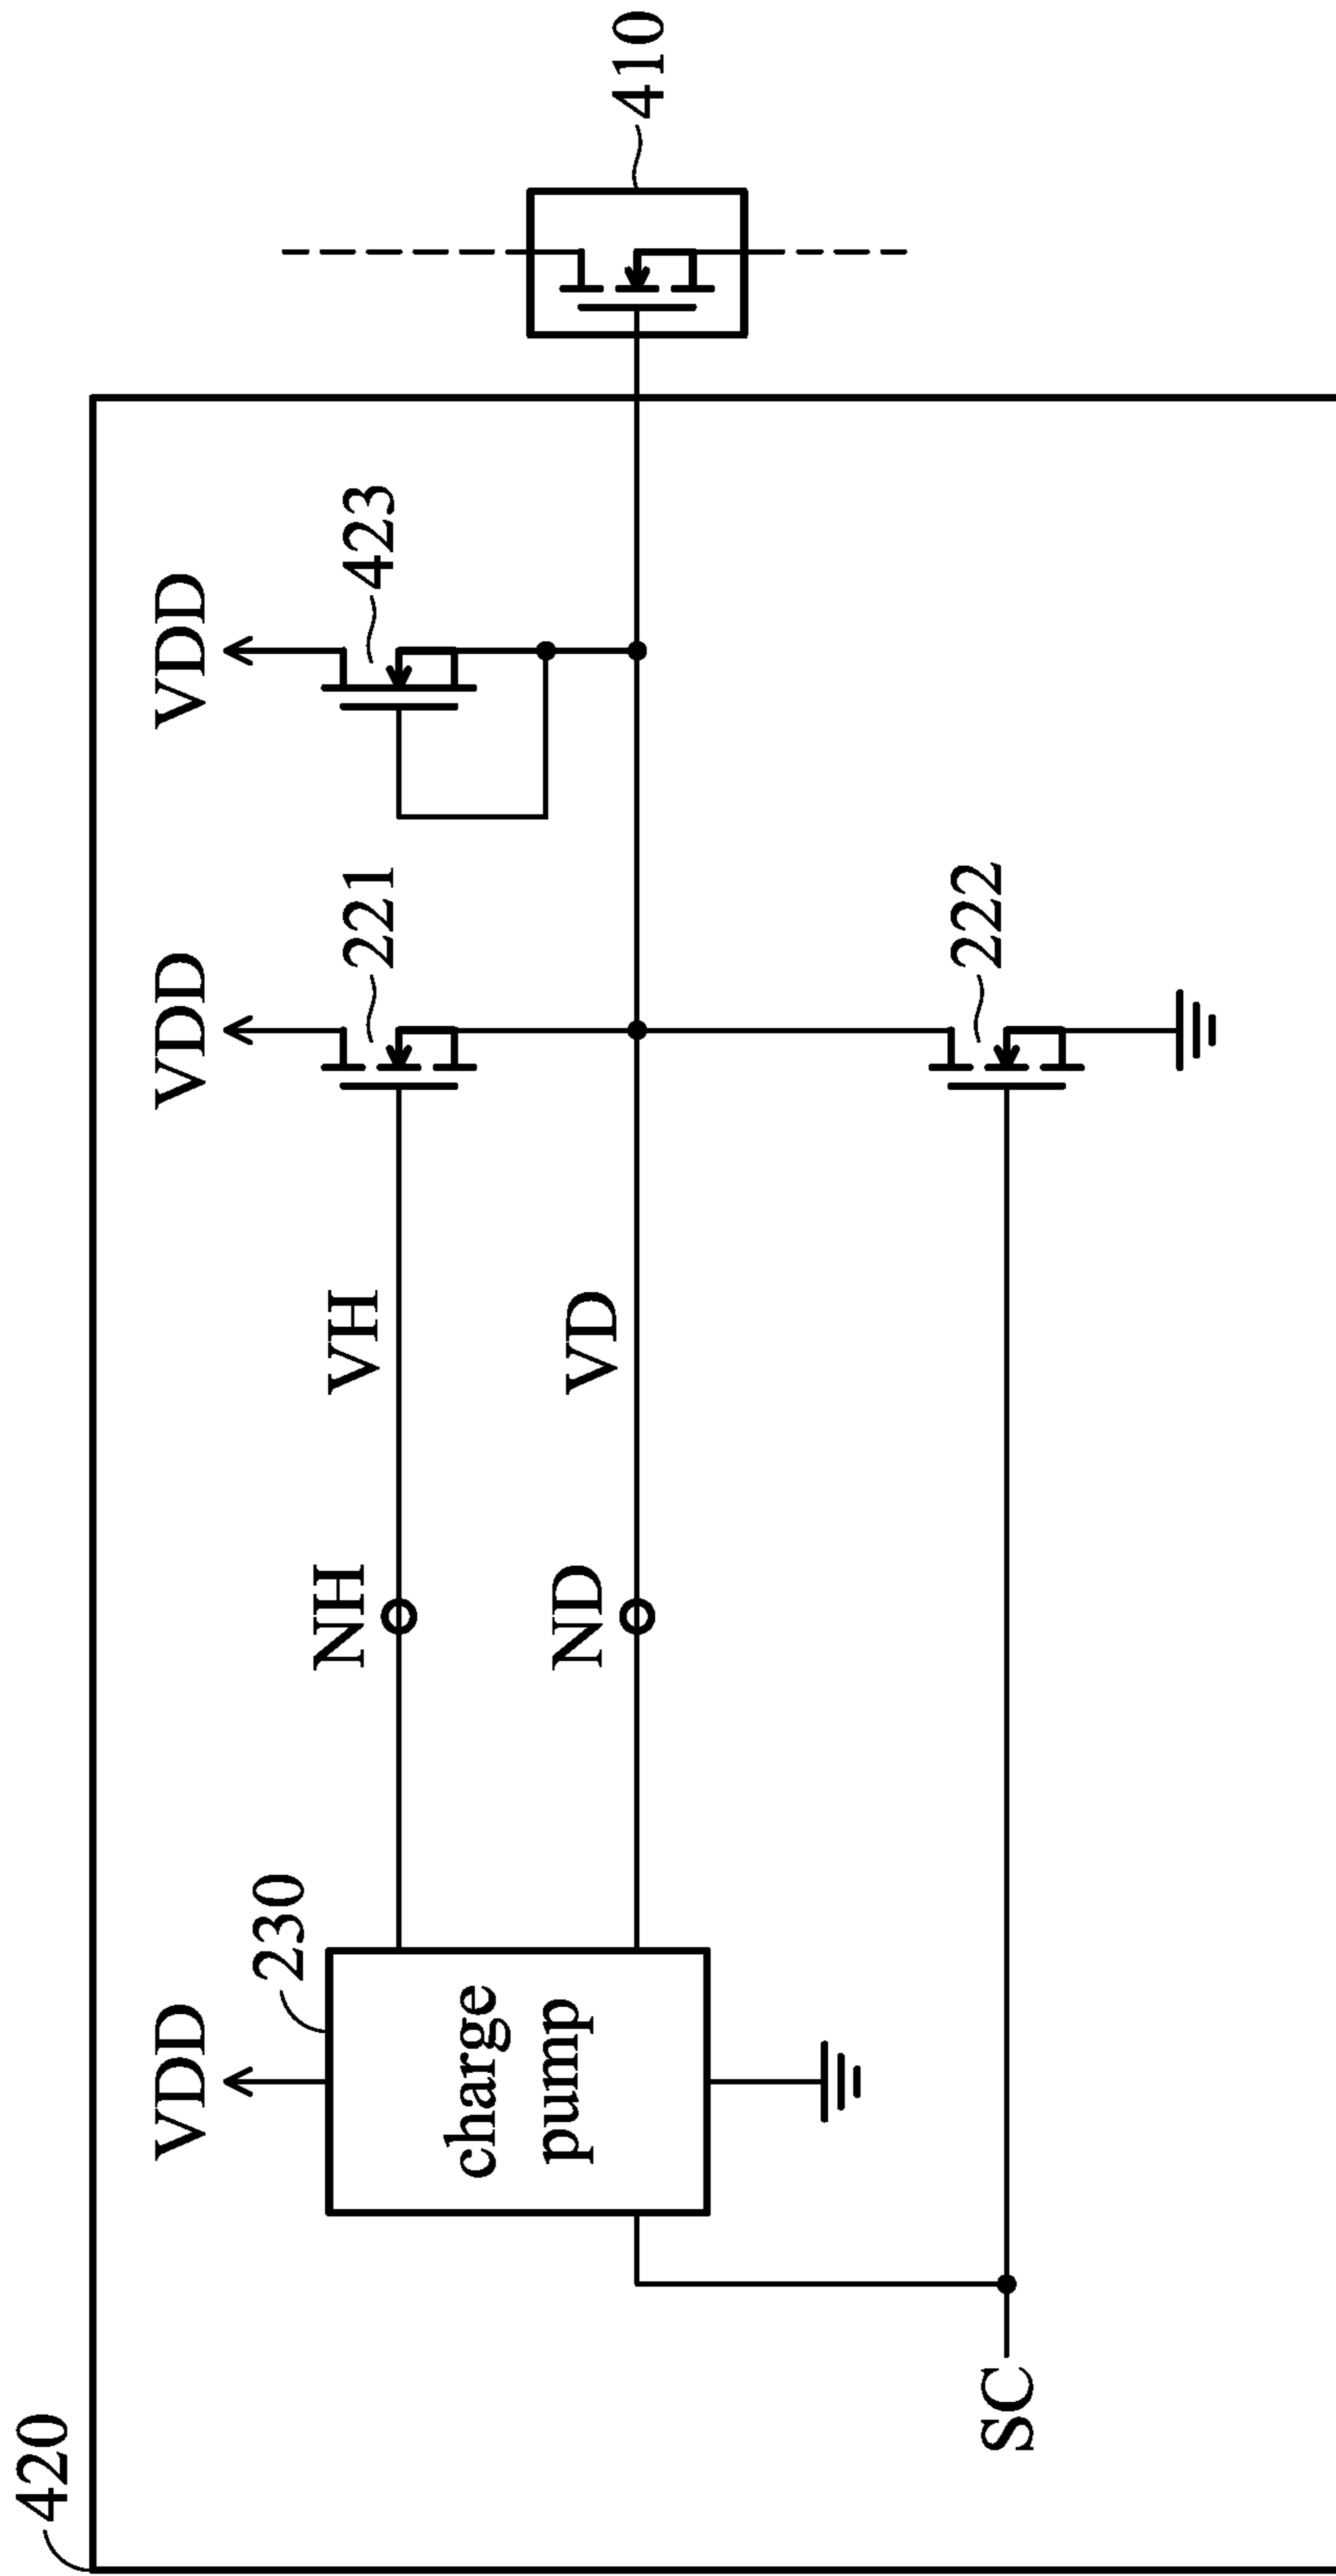 420
VDD
VDD
VDD
230
221
423
NH
VH
charge
pump
ND
VD
410
222
SC